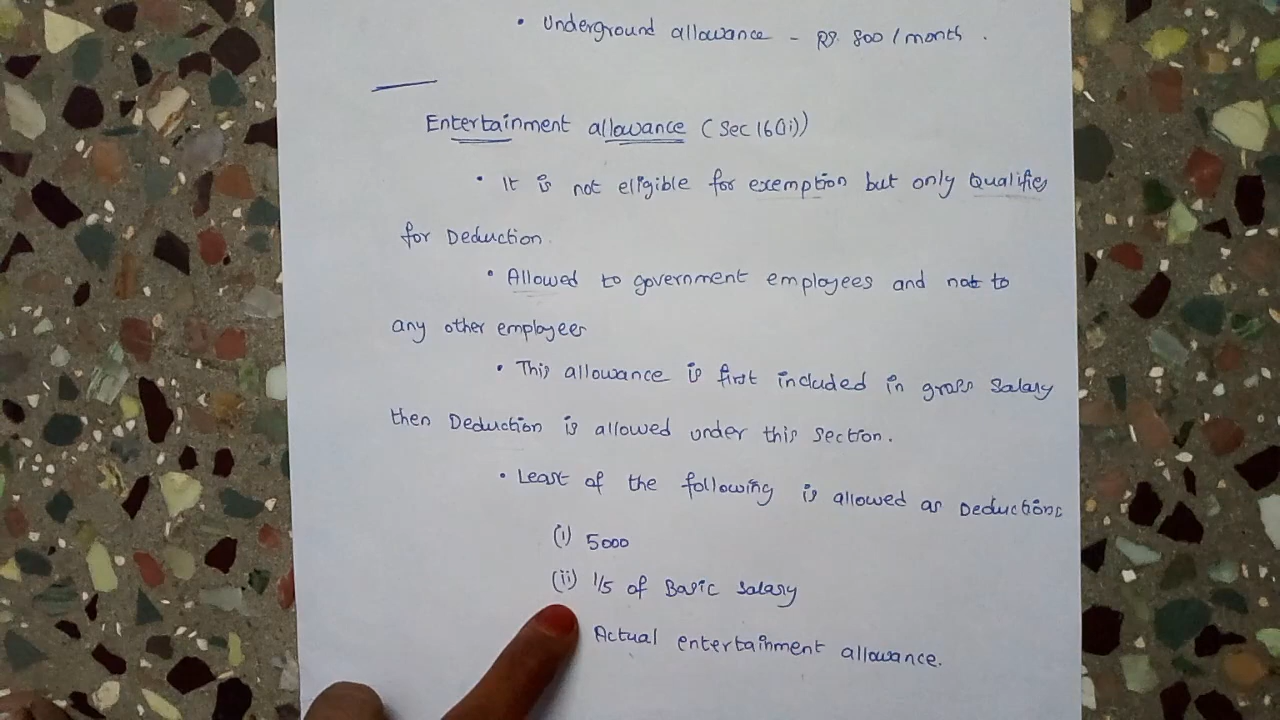 • Underground allowance - Rs. 800 / month .
Entertainment allowance (Sec 16(ii))
• It is not eligible for exemption but only Qualifies
for Deduction.
• Allowed to government employees and not to
any other employees
• This allowance is first included in gross salary
then Deduction is allowed under this section.
• Least of the following is allowed as Deductions
(i) 5000
(ii) 1/5 of Basic salary
Actual entertainment allowance.